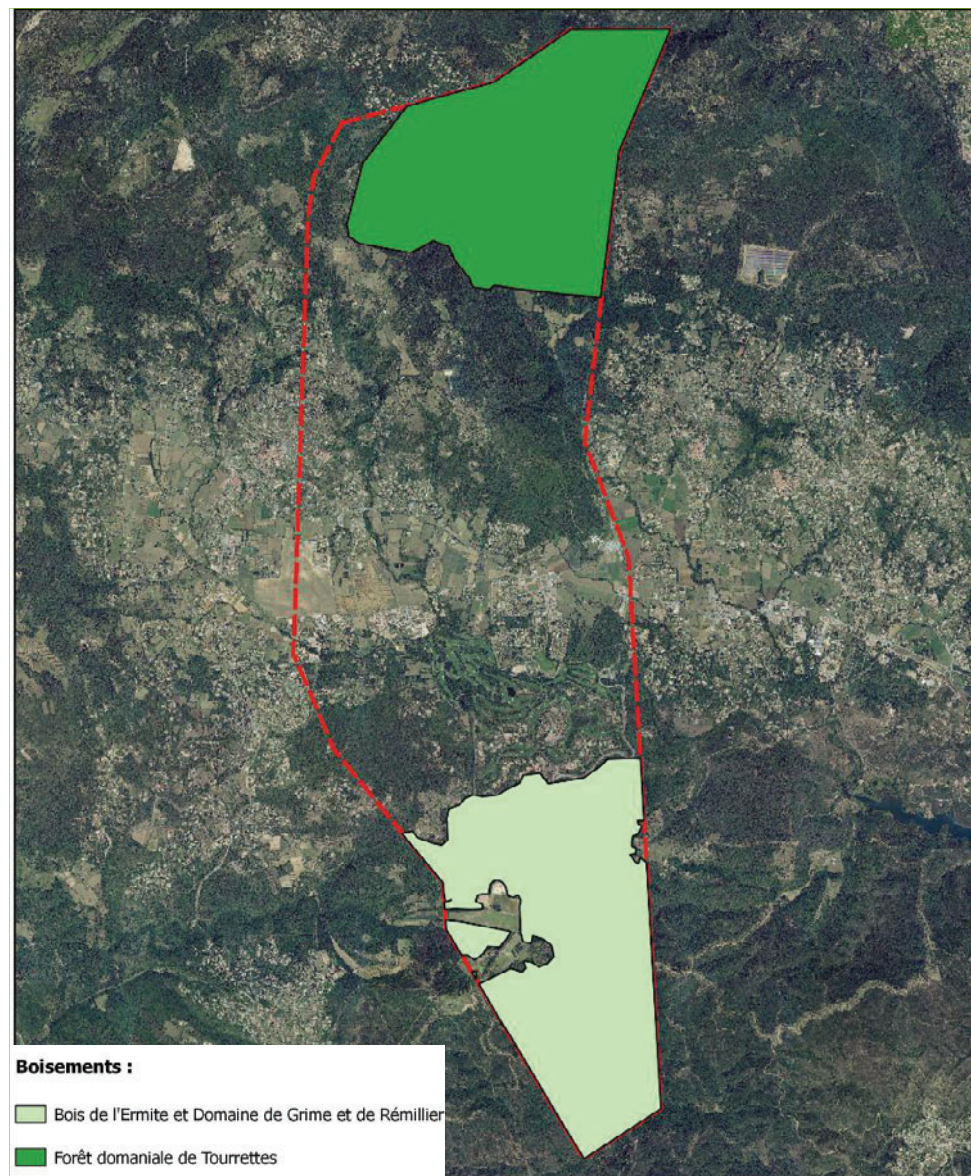 Boisements :
Bois de l'Ermite et Domaine de Grime et de Rémillier
Forêt domaniale de Tourrettes